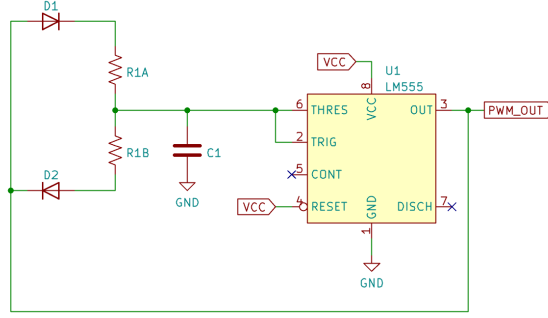 D1
R1A
R1B
D2
C1
GND
VCC
U1
LM555
8
VCC
6 THRES
OUT 3
PWM_OUT
2 TRIG
5 CONT
VCC
4 RESET
GND
DISCH 7
1
GND